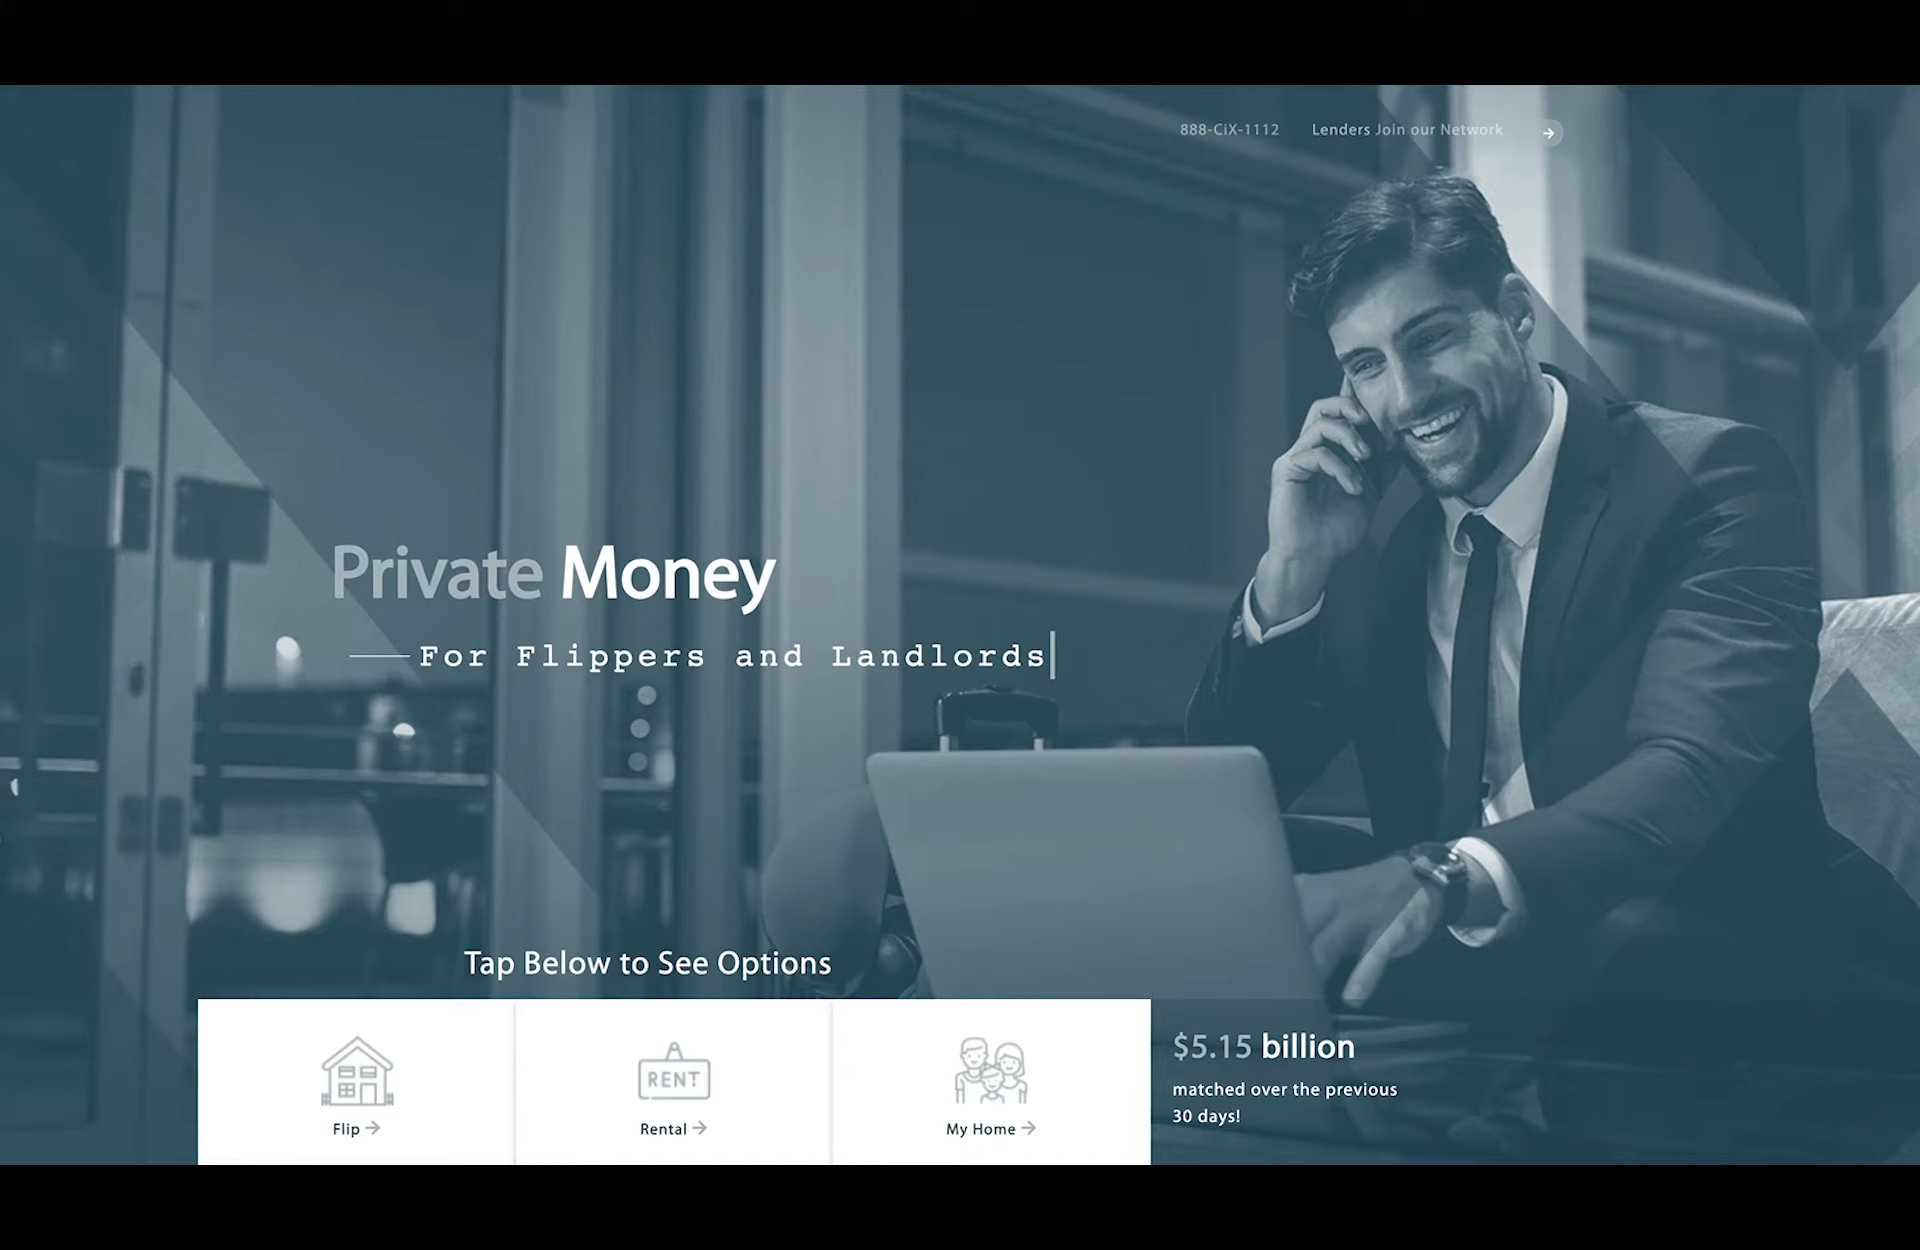 888-CiX-1112 Lenders Join our Network
Private Money
For Flippers and Landlords
Tap Below to See Options
RENT
Flip Rental My Home
$5.15 billion
matched over the previous
30 days!